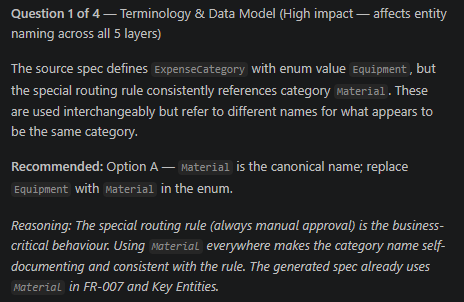 Question 1 of 4 — Terminology & Data Model (High impact — affects entity
naming across all 5 layers)
The source spec defines ExpenseCategory with enum value Equipment, but
the special routing rule consistently references category Material. These
are used interchangeably but refer to different names for what appears to
be the same category.
Recommended: Option A — Material is the canonical name; replace
Equipment with Material in the enum.
Reasoning: The special routing rule (always manual approval) is the business-
critical behaviour. Using Material everywhere makes the category name self-
documenting and consistent with the rule. The generated spec already uses
Material in FR-007 and Key Entities.